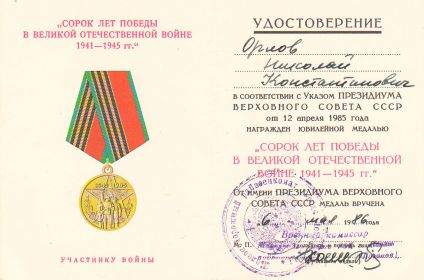 „СОРОК ЛЕТ ПОБЕДЫ
В ВЕЛИКОЙ ОТЕЧЕСТВЕННОЙ ВОЙНЕ
1941—1945 гг.“
УЧАСТНИКУ ВОЙНЫ
УДОСТОВЕРЕНИЕ
Орлов
Николай
Константинович
В СООТВЕТСТВИИ С УКАЗОМ ПРЕЗИДИУМА
ВЕРХОВНОГО СОВЕТА СССР
от 12 апреля 1985 года
НАГРАЖДЕН ЮБИЛЕЙНОЙ МЕДАЛЬЮ
„СОРОК ЛЕТ ПОБЕДЫ
В ВЕЛИКОЙ ОТЕЧЕСТВЕННОЙ
ВОЙНЕ 1941—1945 гг.“
От имени ПРЕЗИДИУМА ВЕРХОВНОГО
СОВЕТА СССР МЕДАЛЬ ВРУЧЕНА
6 мая 1986 г.
Военный комиссар
М. П.